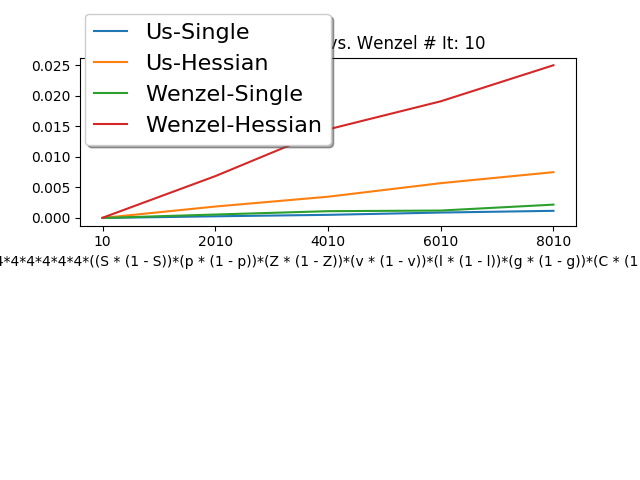 Us-Single
Us-Hessian
Wenzel-Single
Wenzel-Hessian
vs. Wenzel # It: 10
0.025
0.020
0.015
0.010
0.005
0.000
10 2010 4010 6010 8010
4*4*4*4*4*4*((S * (1 - S))*(p * (1 - p))*(Z * (1 - Z))*(v * (1 - v))*(l * (1 - l))*(g * (1 - g))*(C * (1